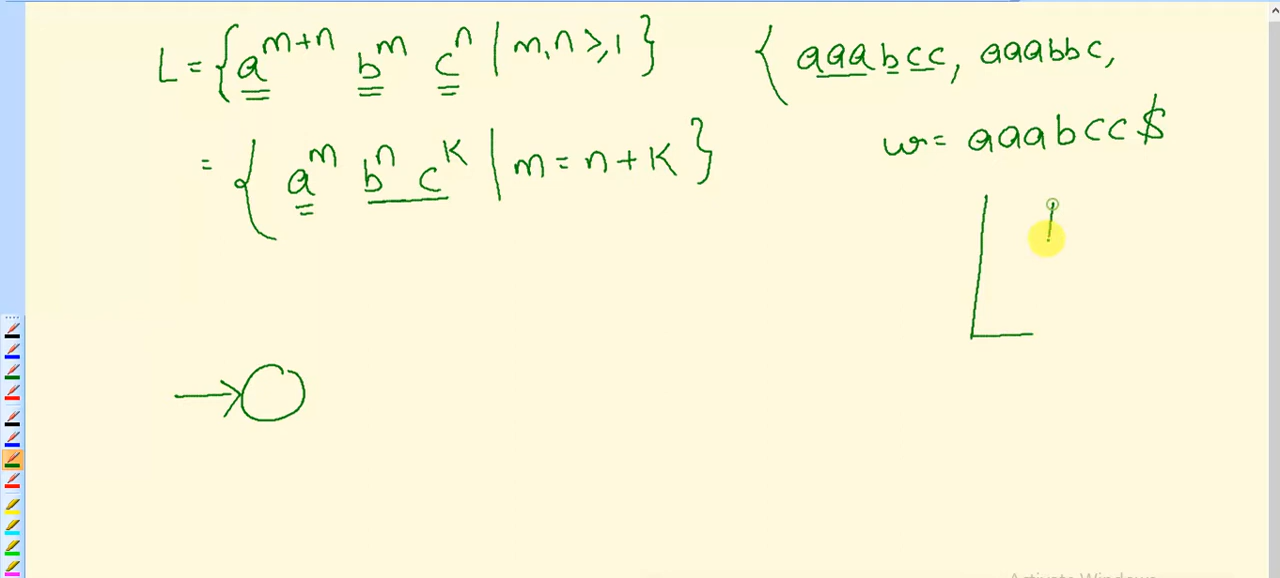 L = { a^{m+n} b^m c^n | m,n ≥, 1 }
{ aaabcc, aaabbc,
= { a^m b^n c^k | m = n + k }
w = aaabcc$